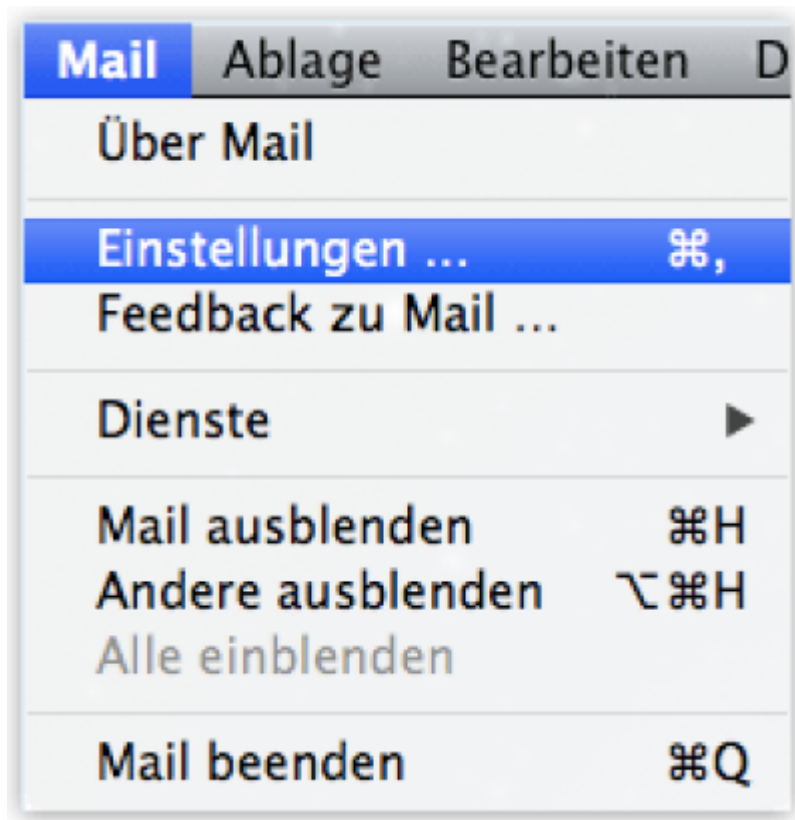 Mail Ablage Bearbeiten D
Über Mail
Einstellungen ... ⌘,
Feedback zu Mail ...
Dienste ▶
Mail ausblenden ⌘H
Andere ausblenden ⌥⌘H
Alle einblenden
Mail beenden ⌘Q